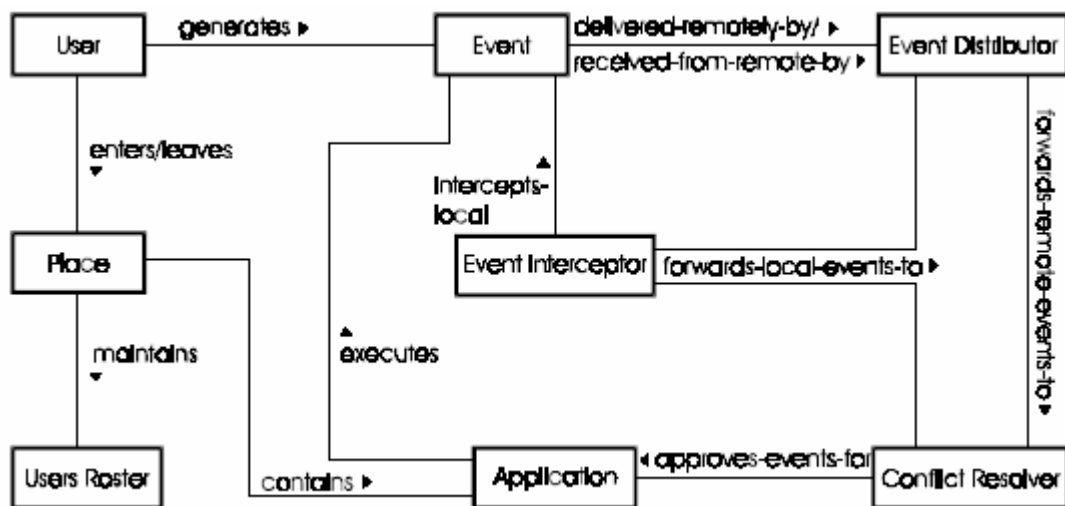 generates ▸
delivered-remotely-by/ ▸
User
Event
Event Distributor
received-from-remote-by ▸
enters/leaves
Intercepts-
local
forwards-remote-events-to ▸
Place
Event Interceptor
forwards-local-events-to ▸
maintains
executes
Users Roster
contains ▸
Application
◂ approves-events-for
Conflict Resolver